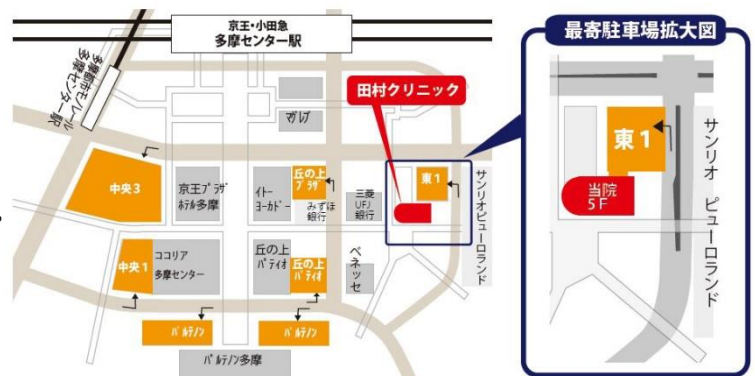 京王・小田急
多摩センター駅
多摩都市モノレール
多摩センター駅
マグレブ
田村クリニック
中央3
京王プラザ
ホテル多摩
イトー
ヨーカドー
丘の上
プラザ
みずほ
銀行
三菱
UFJ
銀行
東1
サンリオピューロランド
中央1
ココリア
多摩センター
丘の上
パティオ
丘の上
パティオ
ベネッセ
パルテノン
パルテノン
パルテノン多摩
最寄駐車場拡大図
東1
当院
5F
サンリオ ピューロランド